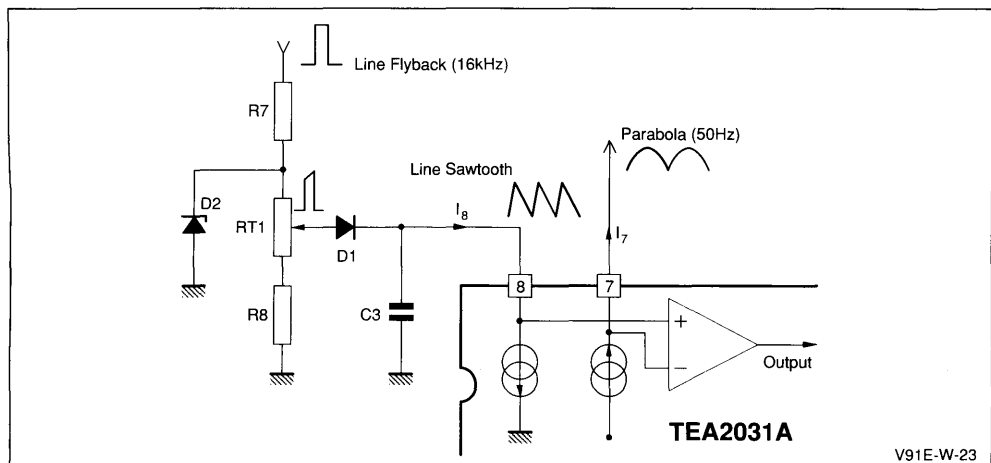 Line Flyback (16kHz)
R7
Parabola (50Hz)
Line Sawtooth
D2
RT1
I8
I7
D1
8
7
R8
C3
+
−
Output
TEA2031A
V91E-W-23